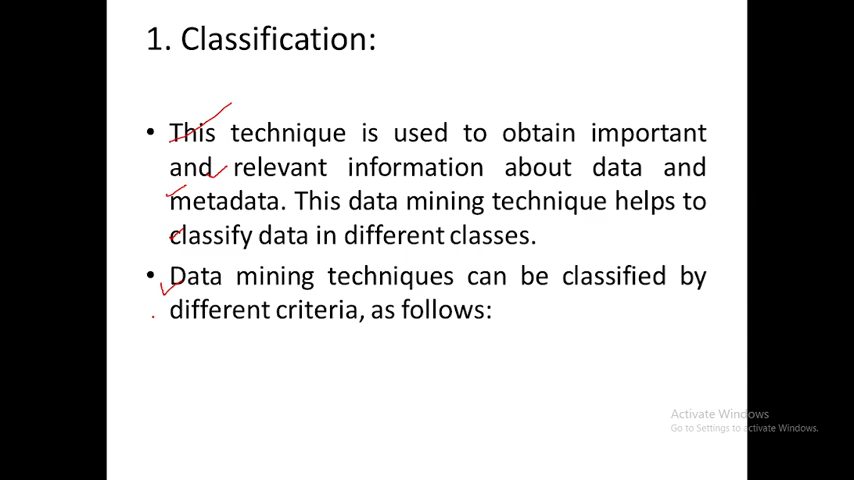 1. Classification:
• This technique is used to obtain important
and relevant information about data and
metadata. This data mining technique helps to
classify data in different classes.
• Data mining techniques can be classified by
different criteria, as follows:
Activate Windows
Go to Settings to activate Windows.